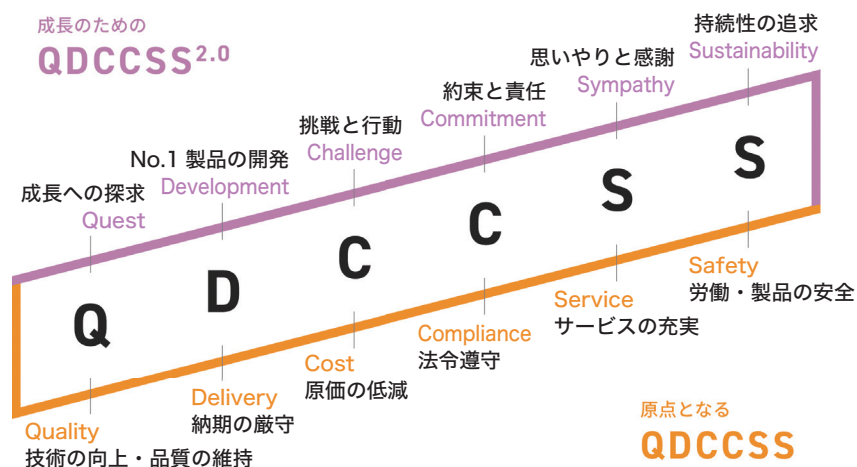 成長のための
QDCCSS2.0
持続性の追求
Sustainability
思いやりと感謝
Sympathy
約束と責任
Commitment
挑戦と行動
Challenge
No.1 製品の開発
Development
成長への探求
Quest
Q
D
C
C
S
S
Quality
技術の向上・品質の維持
Delivery
納期の厳守
Cost
原価の低減
Compliance
法令遵守
Service
サービスの充実
Safety
労働・製品の安全
原点となる
QDCCSS